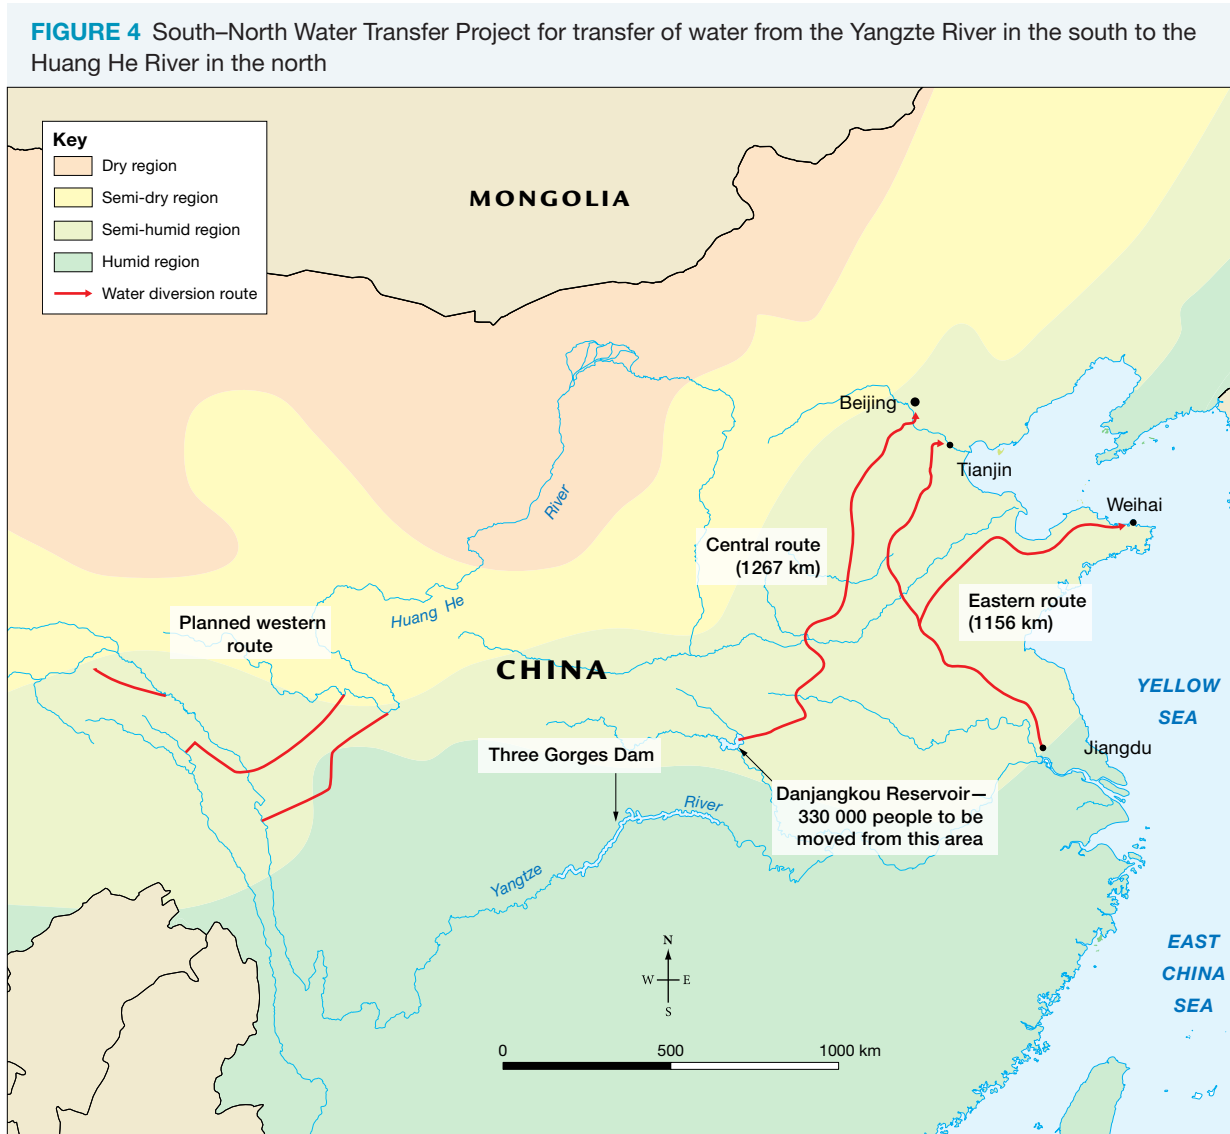 FIGURE 4 South–North Water Transfer Project for transfer of water from the Yangzte River in the south to the
Huang He River in the north
Key
Dry region
Semi-dry region
Semi-humid region
Humid region
Water diversion route
MONGOLIA
Beijing
Tianjin
Weihai
River
Central route
(1267 km)
Eastern route
(1156 km)
Huang He
Planned western
route
CHINA
YELLOW
SEA
Jiangdu
Three Gorges Dam
Danjangkou Reservoir—
330 000 people to be
moved from this area
River
Yangtze
N
W E
S
EAST
CHINA
SEA
0 500 1000 km